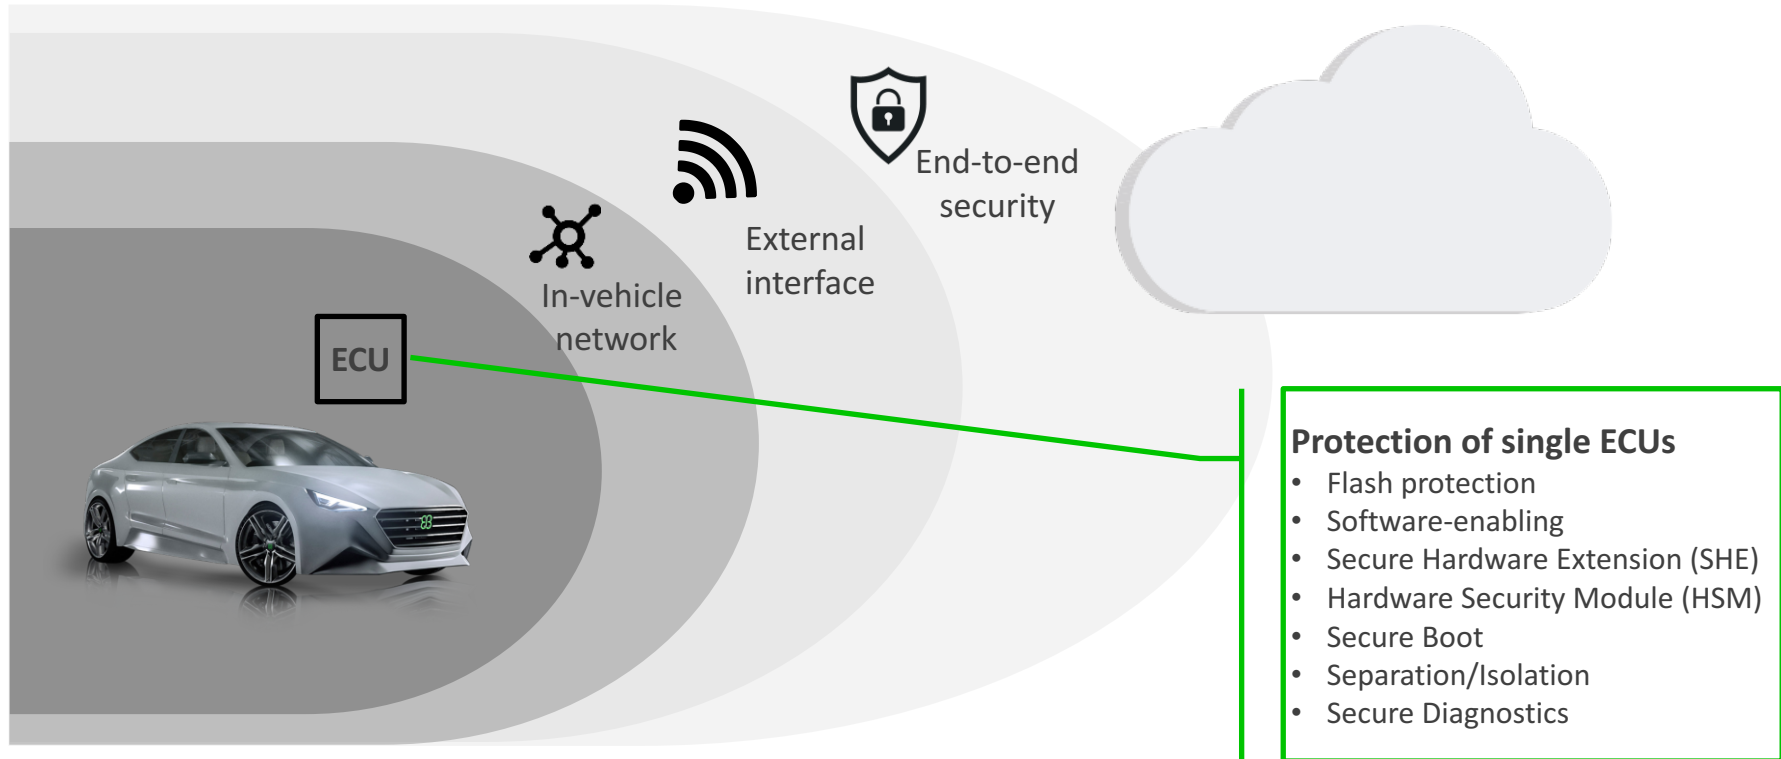 End-to-end
security
External
interface
In-vehicle
network
ECU
Protection of single ECUs
• Flash protection
• Software-enabling
• Secure Hardware Extension (SHE)
• Hardware Security Module (HSM)
• Secure Boot
• Separation/Isolation
• Secure Diagnostics